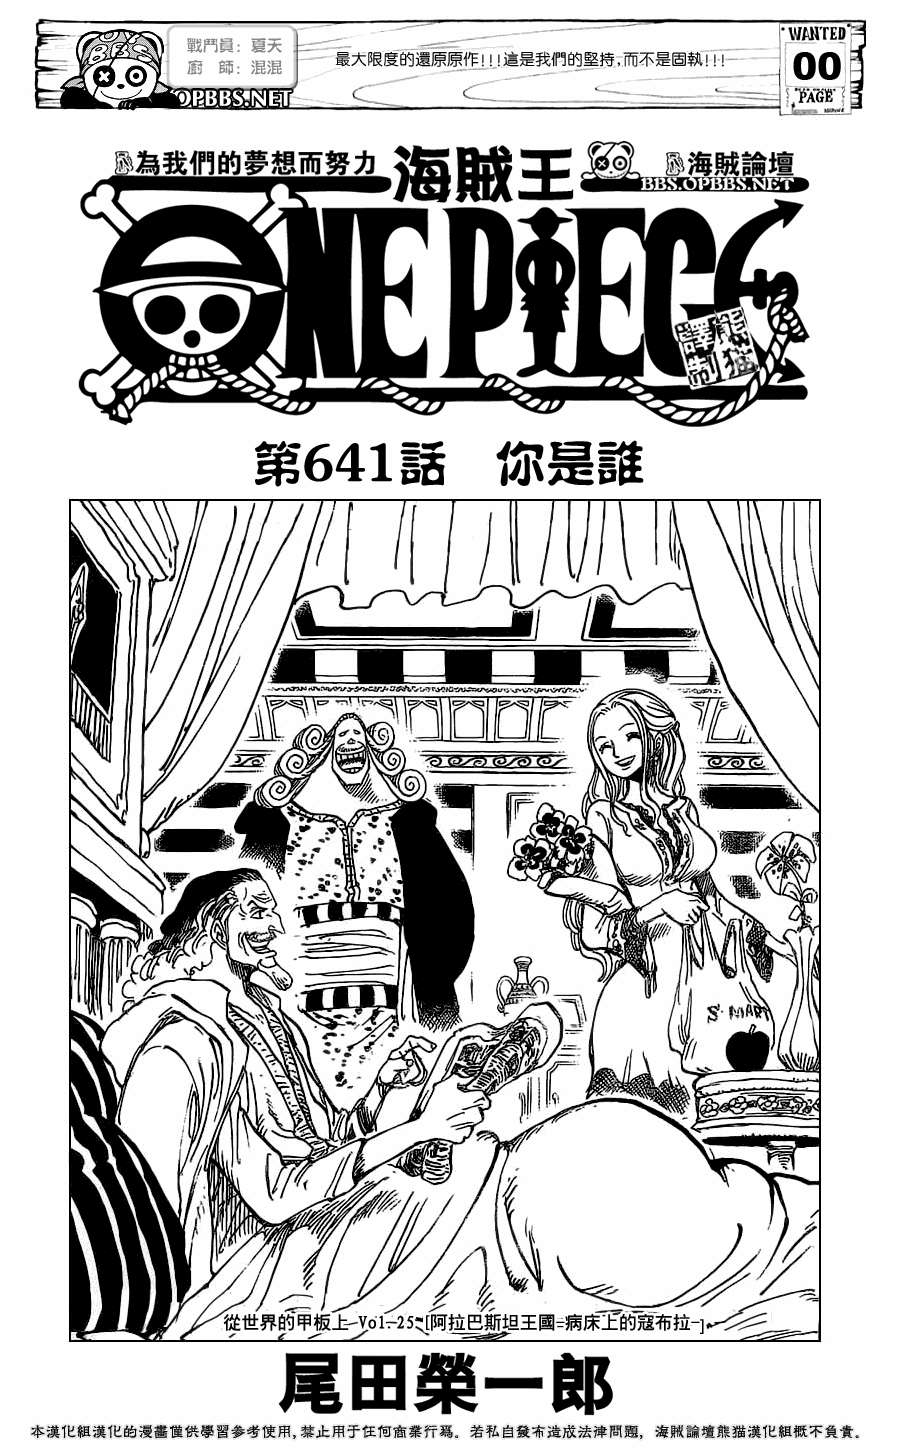 戰鬥員：夏天
廚　師：混混
OPBBS.NET
最大限度的還原原作!!!這是我們的堅持,而不是固執!!!
WANTED
00
PAGE
為我們的夢想而努力
海賊王
海賊論壇
BBS.OPBBS.NET
ONE PIECE
熊猫譯制
第641話　你是誰
S·MART
從世界的甲板上 Vol.25 [阿拉巴斯坦王國=病床上的寇布拉]
尾田榮一郎
本漢化組漢化的漫畫僅供學習參考使用,禁止用于任何商業行為。若私自發布造成法律問題,海賊論壇熊猫漢化組概不負責。